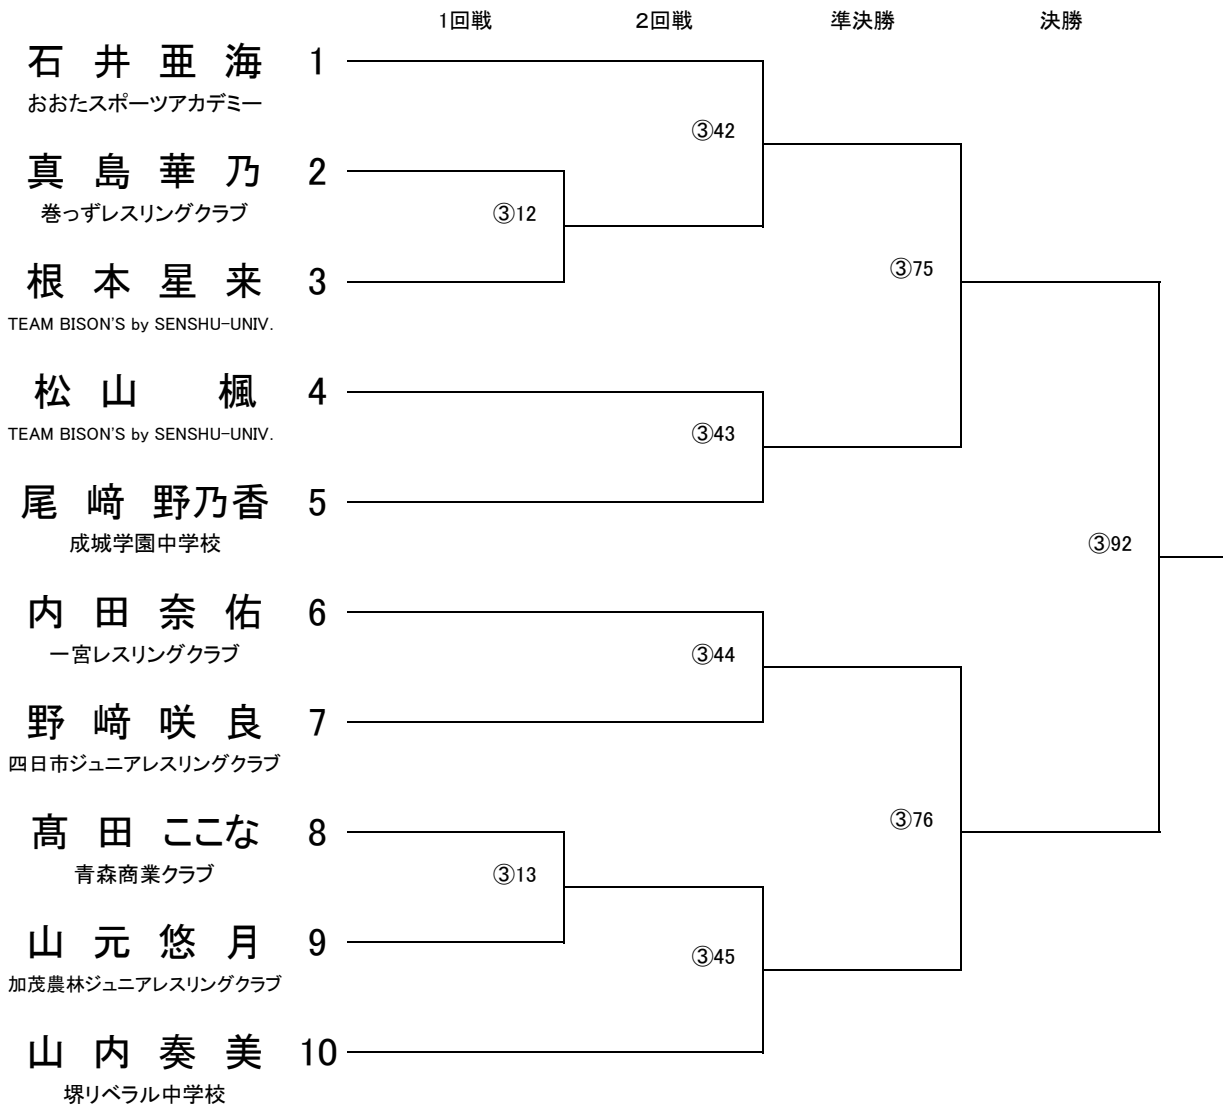 1回戦 2回戦 準決勝 決勝
石 井 亜 海 1
おおたスポーツアカデミー
③42
真 島 華 乃 2
巻っずレスリングクラブ
③12
根 本 星 来 3
③75
TEAM BISON'S by SENSHU-UNIV.
松 山 楓 4
TEAM BISON'S by SENSHU-UNIV.
③43
尾 﨑 野乃香 5
成城学園中学校
③92
内 田 奈 佑 6
一宮レスリングクラブ
③44
野 﨑 咲 良 7
四日市ジュニアレスリングクラブ
髙 田 ここな 8
③76
青森商業クラブ
③13
山 元 悠 月 9
③45
加茂農林ジュニアレスリングクラブ
山 内 奏 美 10
堺リベラル中学校